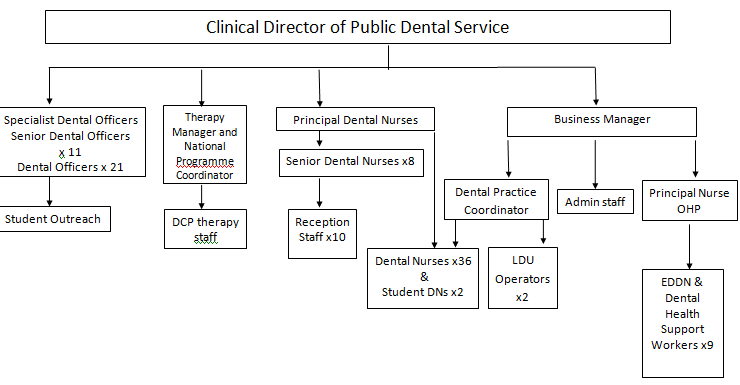 Clinical Director of Public Dental Service
Specialist Dental Officers
Senior Dental Officers
x 11
Dental Officers x 21
Therapy
Manager and
National
Programme
Coordinator
Principal Dental Nurses
Business Manager
Senior Dental Nurses x8
Dental Practice
Coordinator
Admin staff
Principal Nurse
OHP
Student Outreach
DCP therapy
staff
Reception
Staff x10
Dental Nurses x36
&
Student DNs x2
LDU
Operators
x2
EDDN &
Dental
Health
Support
Workers x9